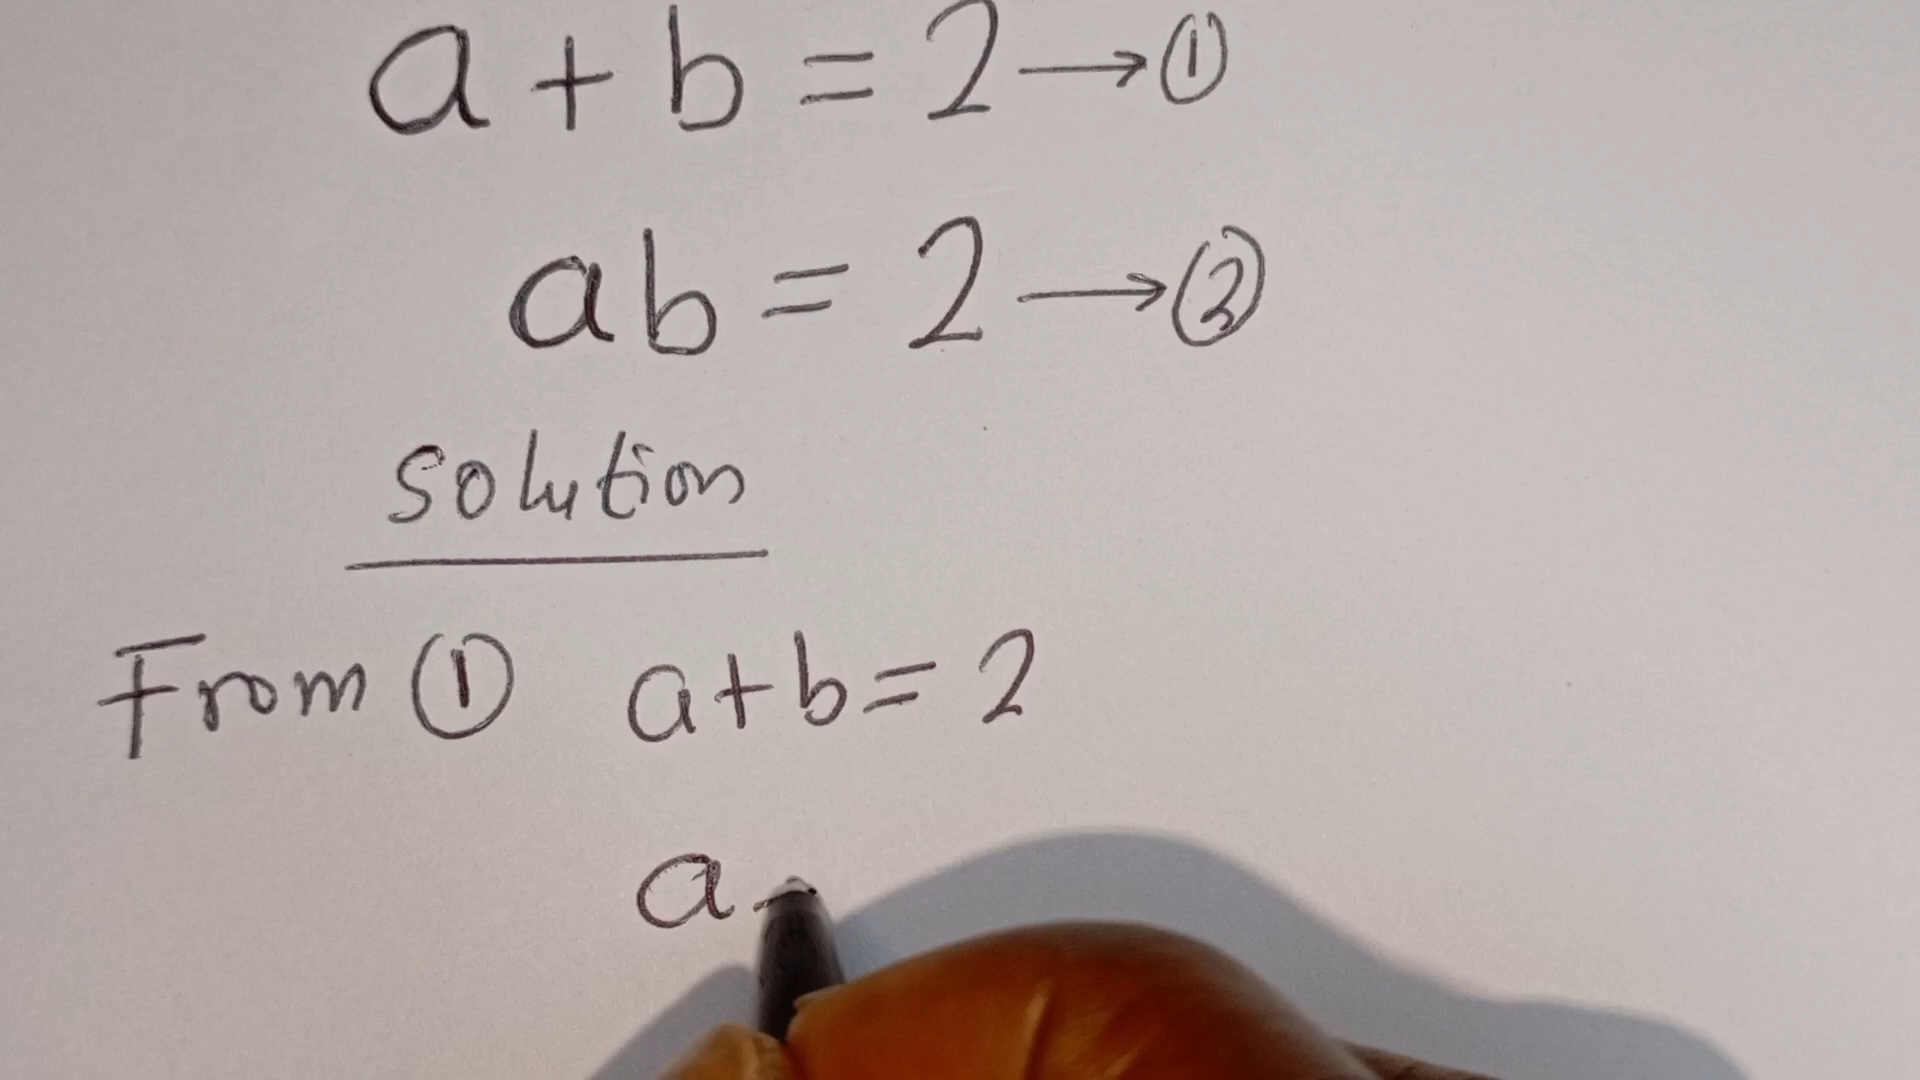 a + b = 2 → ①
ab = 2 → ②
solution
From ① a+b= 2
a